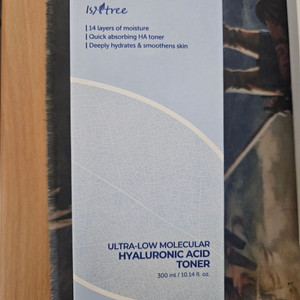 Isntree
| 14 layers of moisture
| Quick absorbing HA toner
| Deeply hydrates & smoothens skin
ULTRA-LOW MOLECULAR
HYALURONIC ACID
TONER
300 ml / 10.14 fl. oz.